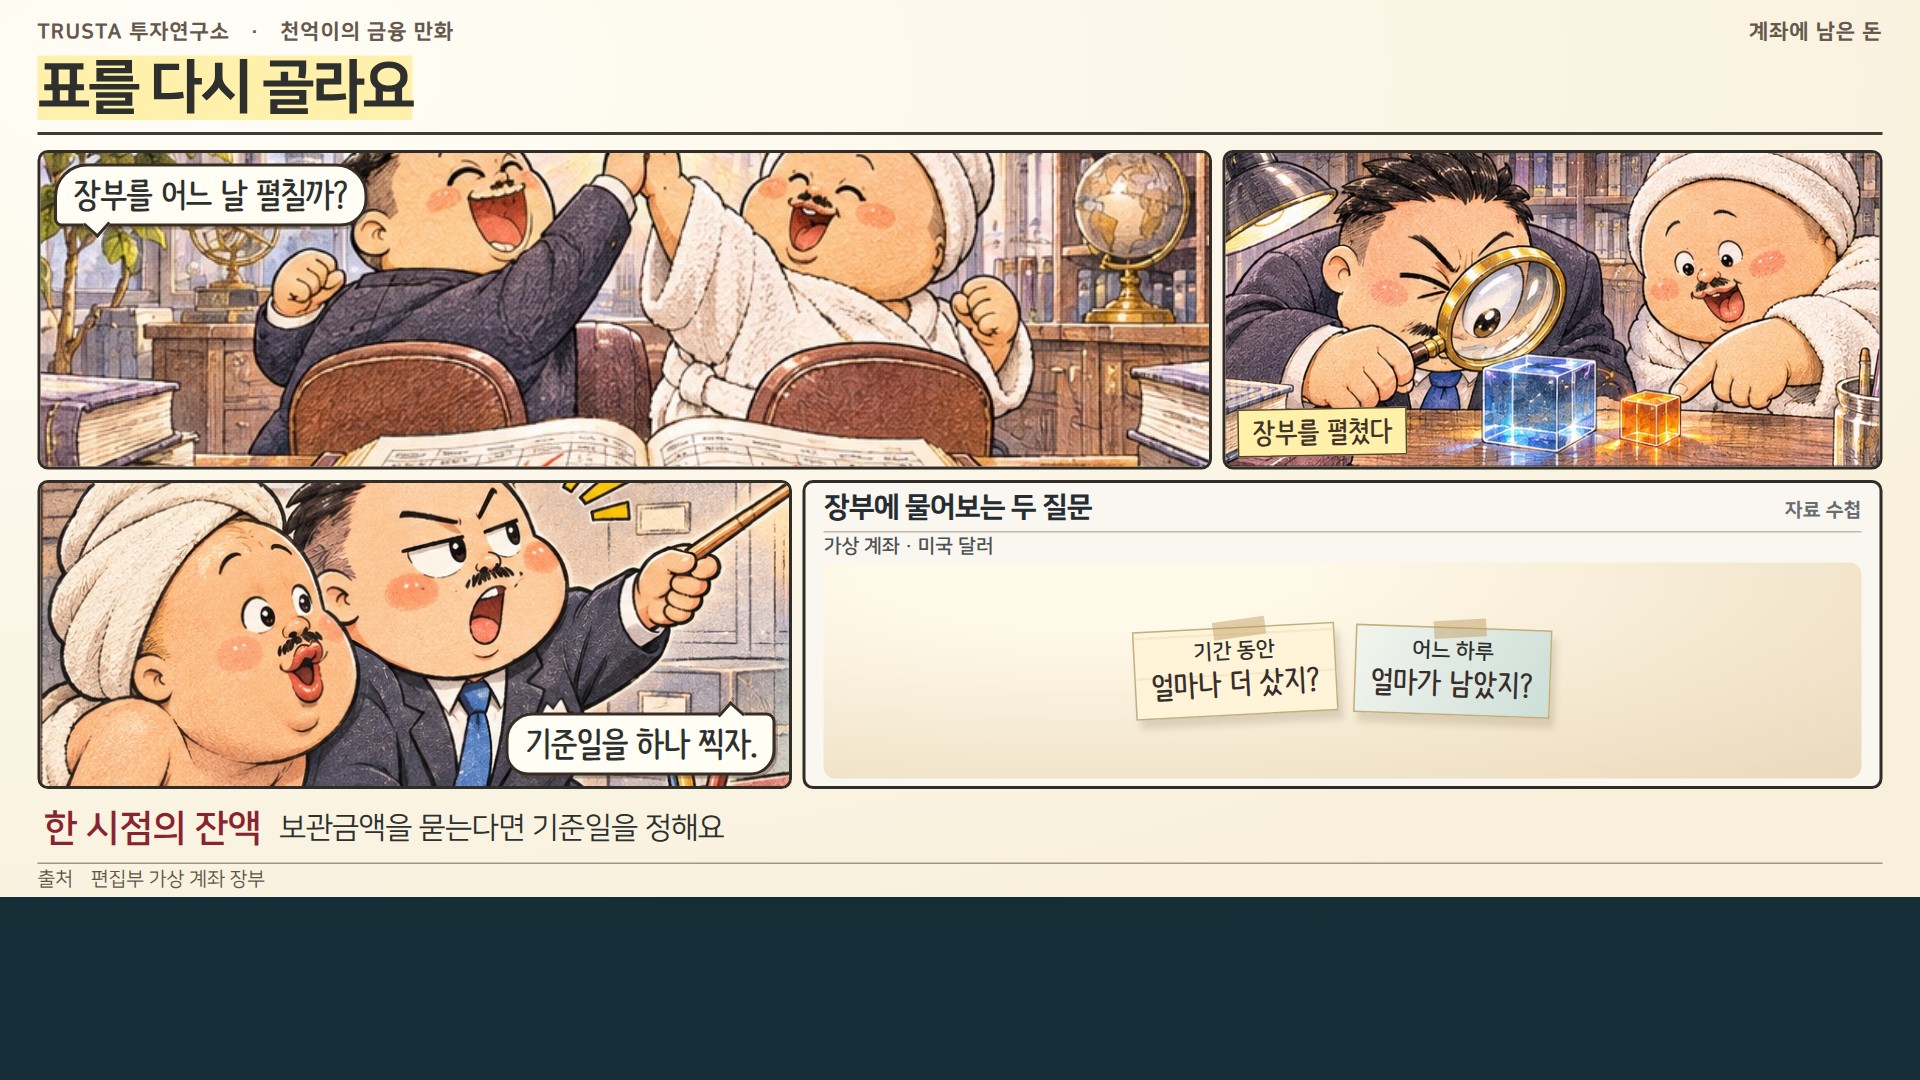 TRUSTA 투자연구소 · 천억이의 금융 만화
계좌에 남은 돈
표를 다시 골라요
장부를 어느 날 펼칠까?
장부를 펼쳤다
기준일을 하나 찍자.
장부에 물어보는 두 질문
자료 수첩
가상 계좌 · 미국 달러
기간 동안
얼마나 더 샀지?
어느 하루
얼마가 남았지?
한 시점의 잔액 보관금액을 묻는다면 기준일을 정해요
출처 편집부 가상 계좌 장부